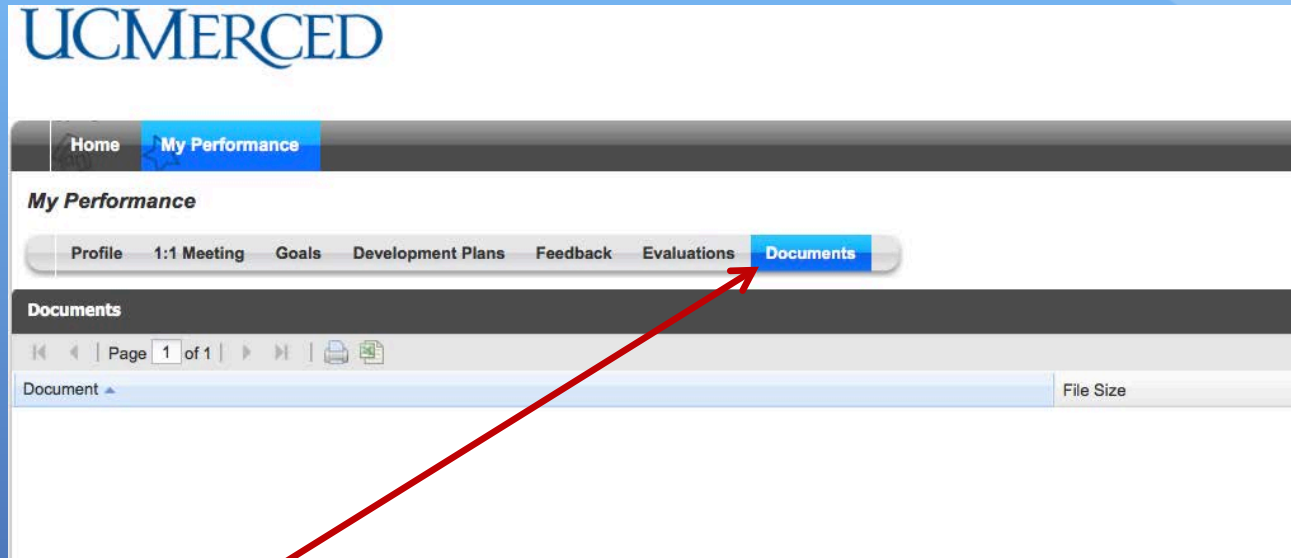 UCMERCED
Home My Performance
My Performance
Profile 1:1 Meeting Goals Development Plans Feedback Evaluations Documents
Documents
Page 1 of 1
Document File Size